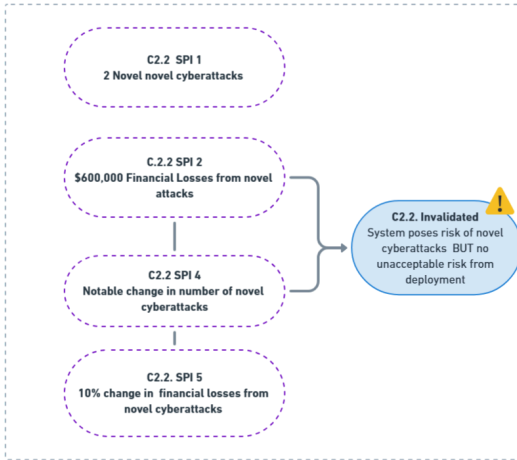 C2.2 SPI 1
2 Novel novel cyberattacks
C.2.2 SPI 2
$600,000 Financial Losses from novel
attacks
C2.2 SPI 4
Notable change in number of novel
cyberattacks
C2.2. SPI 5
10% change in financial losses from
novel cyberattacks
!
C2.2. Invalidated
System poses risk of novel
cyberattacks BUT no
unacceptable risk from
deployment